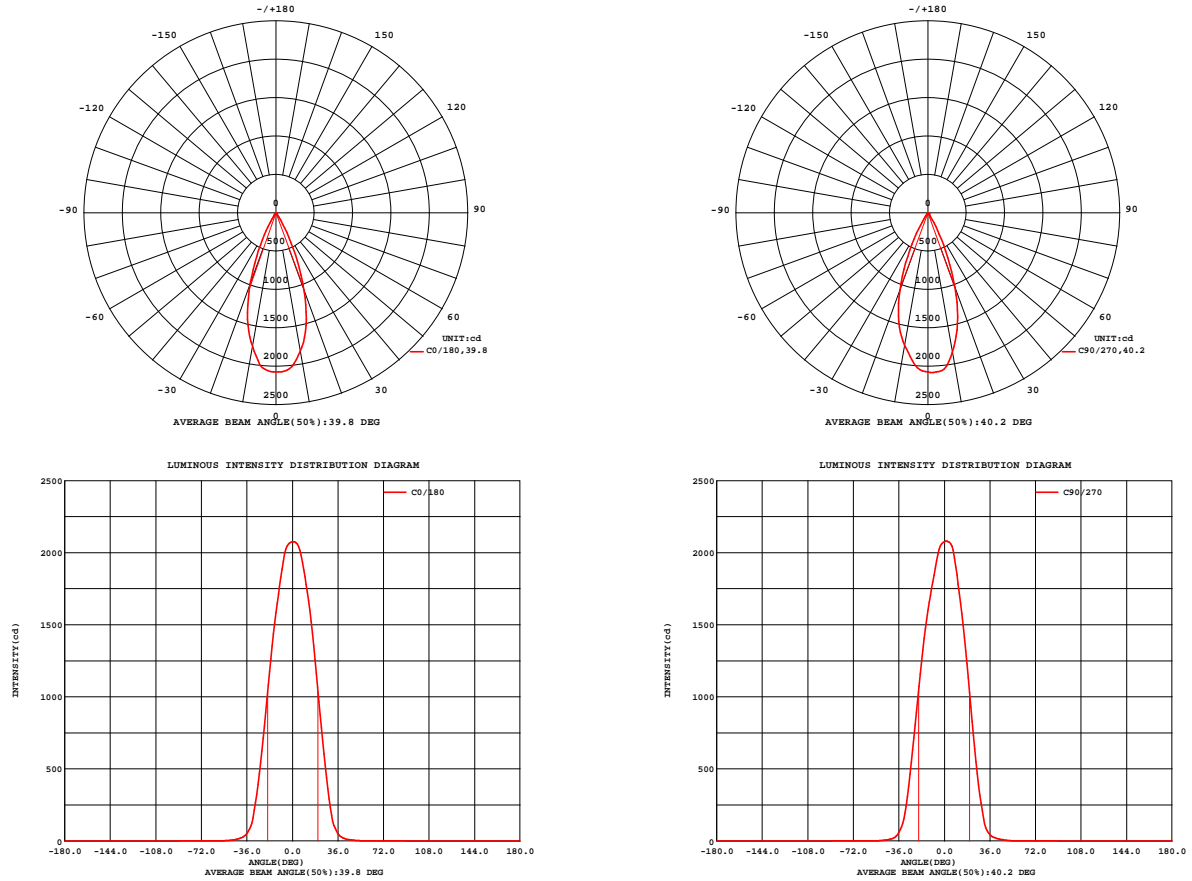 -/+180
-150
150
-120
120
-90
90
-60
60
-30
30
0
500
1000
1500
2000
2500
0
UNIT:cd
C0/180,39.8
AVERAGE BEAM ANGLE(50%):39.8 DEG
-/+180
-150
150
-120
120
-90
90
-60
60
-30
30
0
500
1000
1500
2000
2500
0
UNIT:cd
C90/270,40.2
AVERAGE BEAM ANGLE(50%):40.2 DEG
LUMINOUS INTENSITY DISTRIBUTION DIAGRAM
C0/180
2500
2000
1500
1000
500
0
INTENSITY(cd)
-180.0 -144.0 -108.0 -72.0 -36.0 0.0 36.0 72.0 108.0 144.0 180.0
ANGLE(DEG)
AVERAGE BEAM ANGLE(50%):39.8 DEG
LUMINOUS INTENSITY DISTRIBUTION DIAGRAM
C90/270
2500
2000
1500
1000
500
0
INTENSITY(cd)
-180.0 -144.0 -108.0 -72.0 -36.0 0.0 36.0 72.0 108.0 144.0 180.0
ANGLE(DEG)
AVERAGE BEAM ANGLE(50%):40.2 DEG